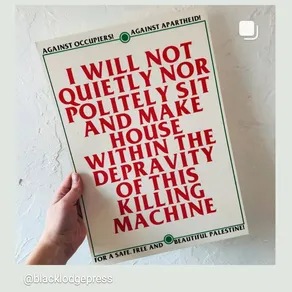 AGAINST OCCUPIERS! AGAINST APARTHEID!
I WILL NOT
QUIETLY NOR
POLITELY SIT
AND MAKE
HOUSE
WITHIN THE
DEPRAVITY
OF THIS
KILLING
MACHINE
FOR A SAFE, FREE AND BEAUTIFUL PALESTINE!
@blacklodgepress